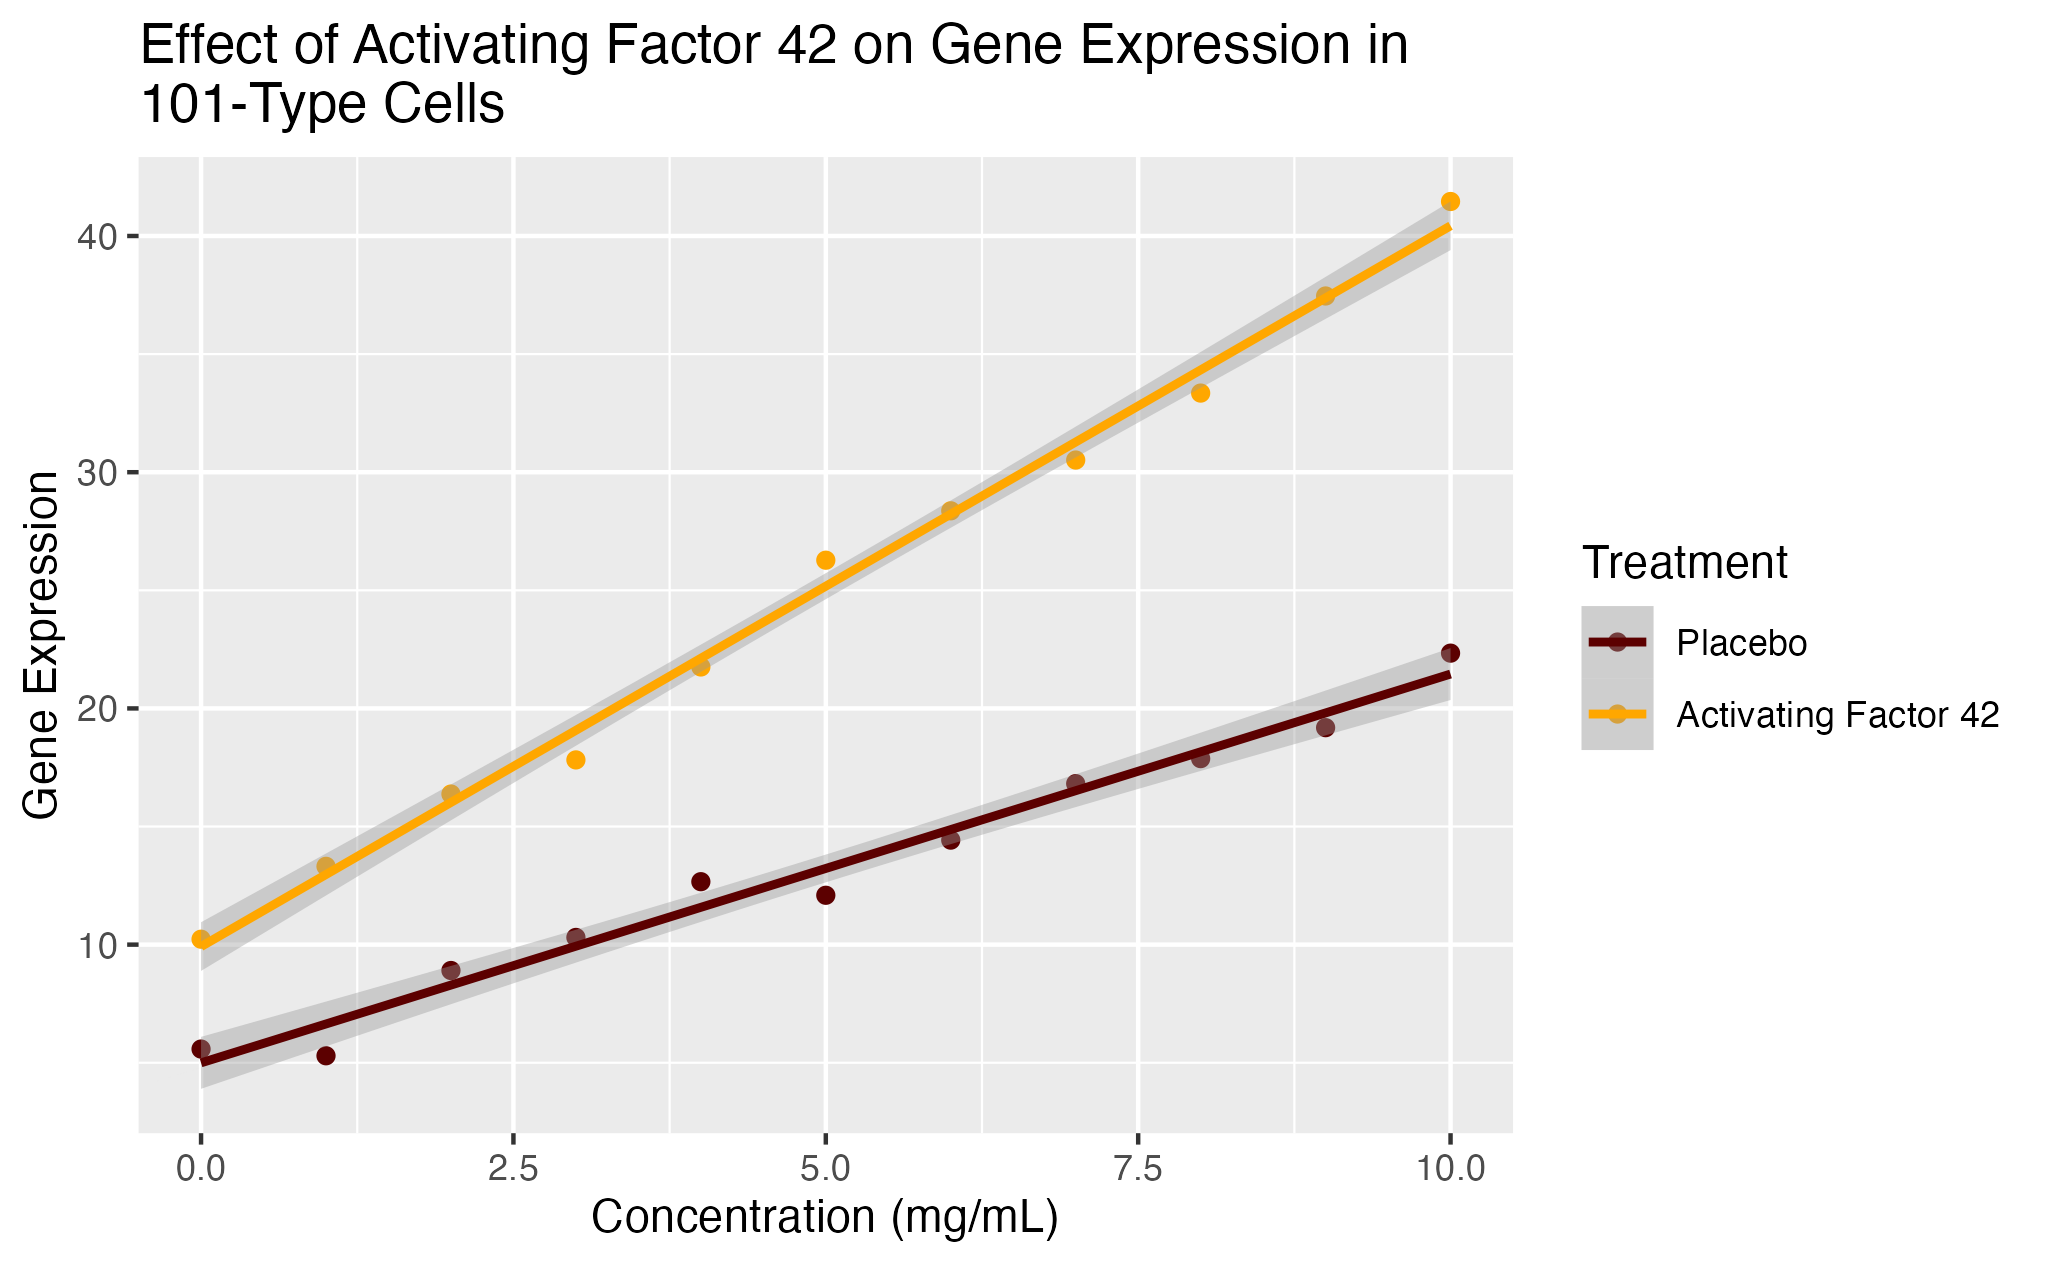 Effect of Activating Factor 42 on Gene Expression in
101-Type Cells
Gene Expression
40
30
20
10
0.0
2.5
5.0
7.5
10.0
Concentration (mg/mL)
Treatment
Placebo
Activating Factor 42